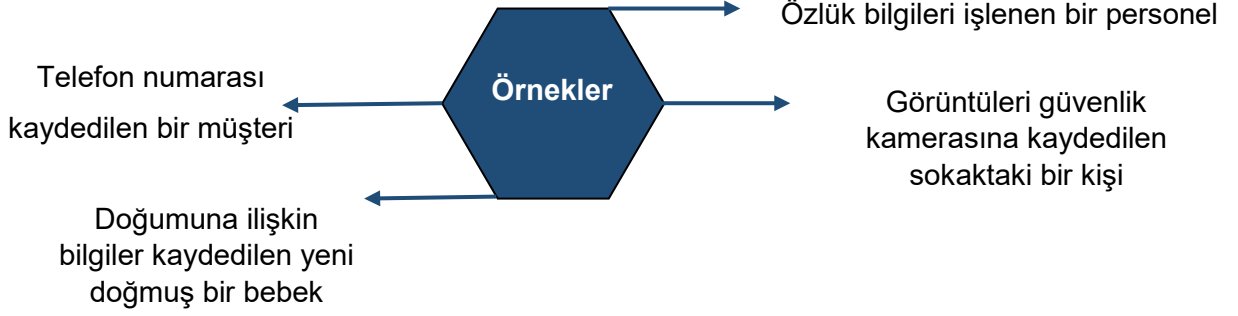 Özlük bilgileri işlenen bir personel
Örnekler
Telefon numarası
kaydedilen bir müşteri
Görüntüleri güvenlik
kamerasına kaydedilen
sokaktaki bir kişi
Doğumuna ilişkin
bilgiler kaydedilen yeni
doğmuş bir bebek